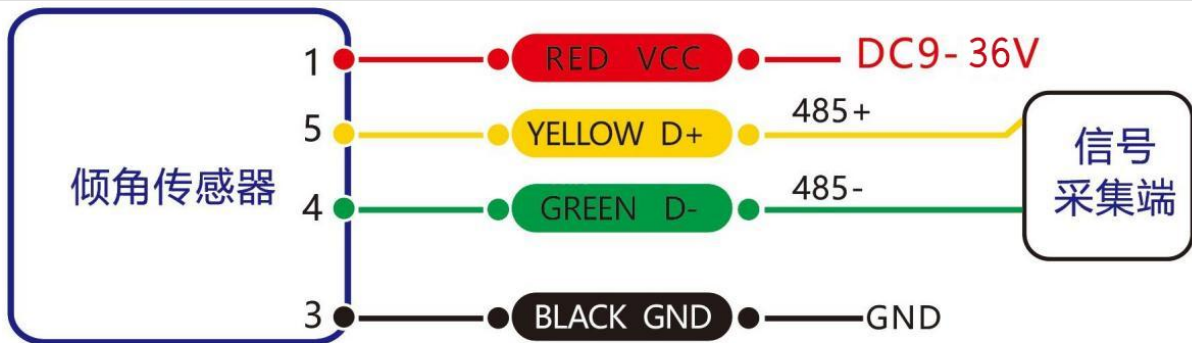 倾角传感器
1 RED VCC DC9-36V
5 YELLOW D+ 485+
4 GREEN D- 485-
3 BLACK GND GND
信号
采集端